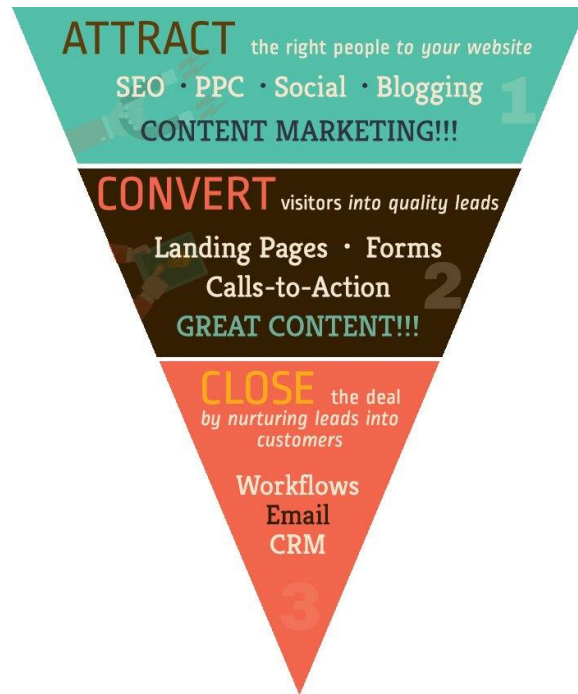 ATTRACT the right people to your website
SEO · PPC · Social · Blogging
CONTENT MARKETING!!!
1
CONVERT visitors into quality leads
Landing Pages · Forms
2
Calls-to-Action
GREAT CONTENT!!!
CLOSE the deal
by nurturing leads into
customers
Workflows
Email
CRM
3